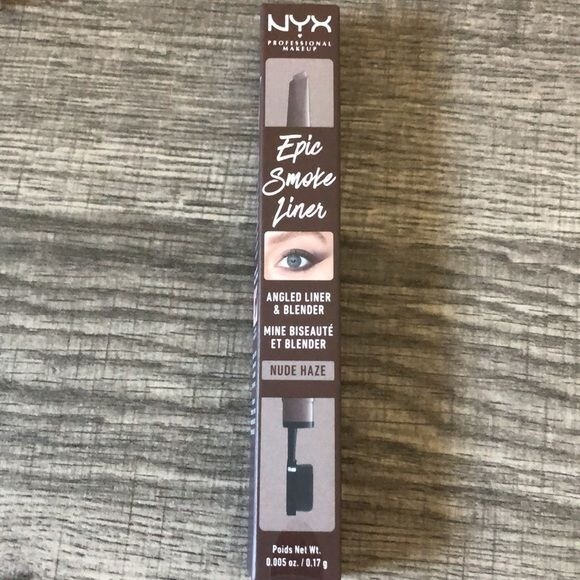 NYX
PROFESSIONAL
MAKEUP
Epic
Smoke
Liner
ANGLED LINER
& BLENDER
MINE BISEAUTÉ
ET BLENDER
NUDE HAZE
Poids Net Wt.
0.005 oz. / 0.17 g